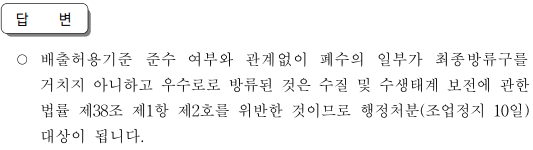 답 변
○ 배출허용기준 준수 여부와 관계없이 폐수의 일부가 최종방류구를
거치지 아니하고 우수로로 방류된 것은 수질 및 수생태계 보전에 관한
법률 제38조 제1항 제2호를 위반한 것이므로 행정처분(조업정지 10일)
대상이 됩니다.